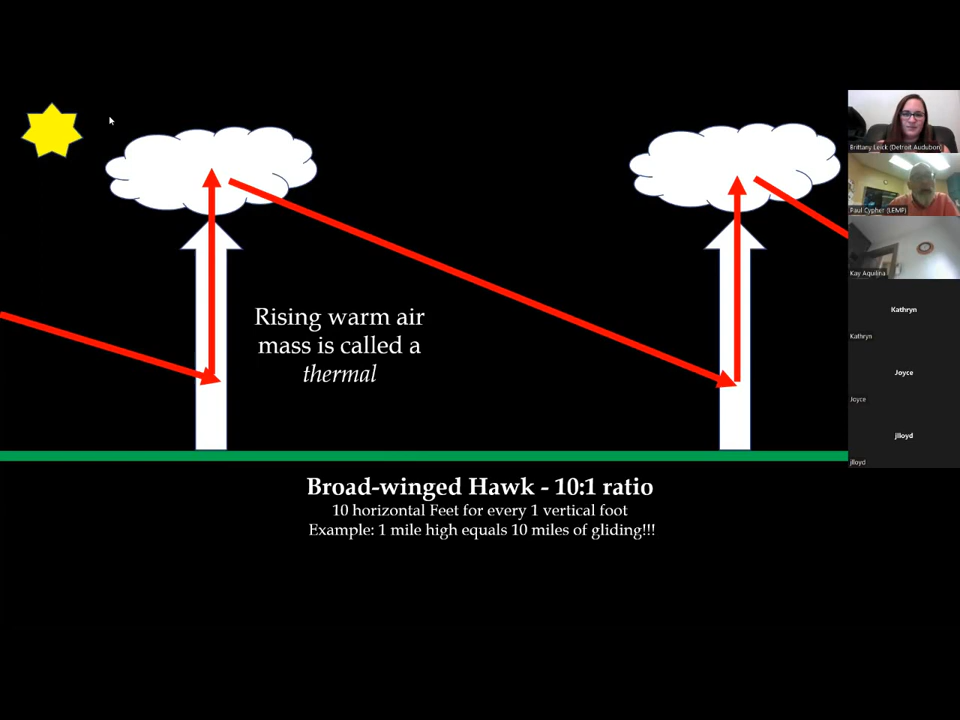 Rising warm air
mass is called a
thermal
Broad-winged Hawk - 10:1 ratio
10 horizontal Feet for every 1 vertical foot
Example: 1 mile high equals 10 miles of gliding!!!
Brittany Leick (Detroit Audubon)
Paul Cypher (LEMP)
Kay Aquilina
Kathryn
Kathryn
Joyce
Joyce
jlloyd
jlloyd